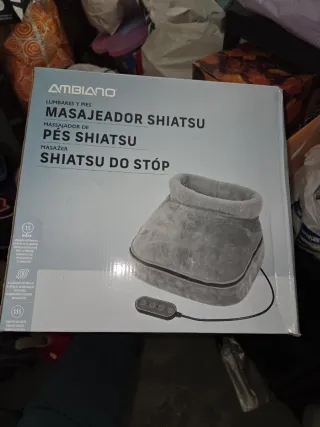 AMBIANO
LUMBARES Y PIES
MASAJEADOR SHIATSU
MASSAJADOR DE
PÉS SHIATSU
MASAŻER
SHIATSU DO STÓP